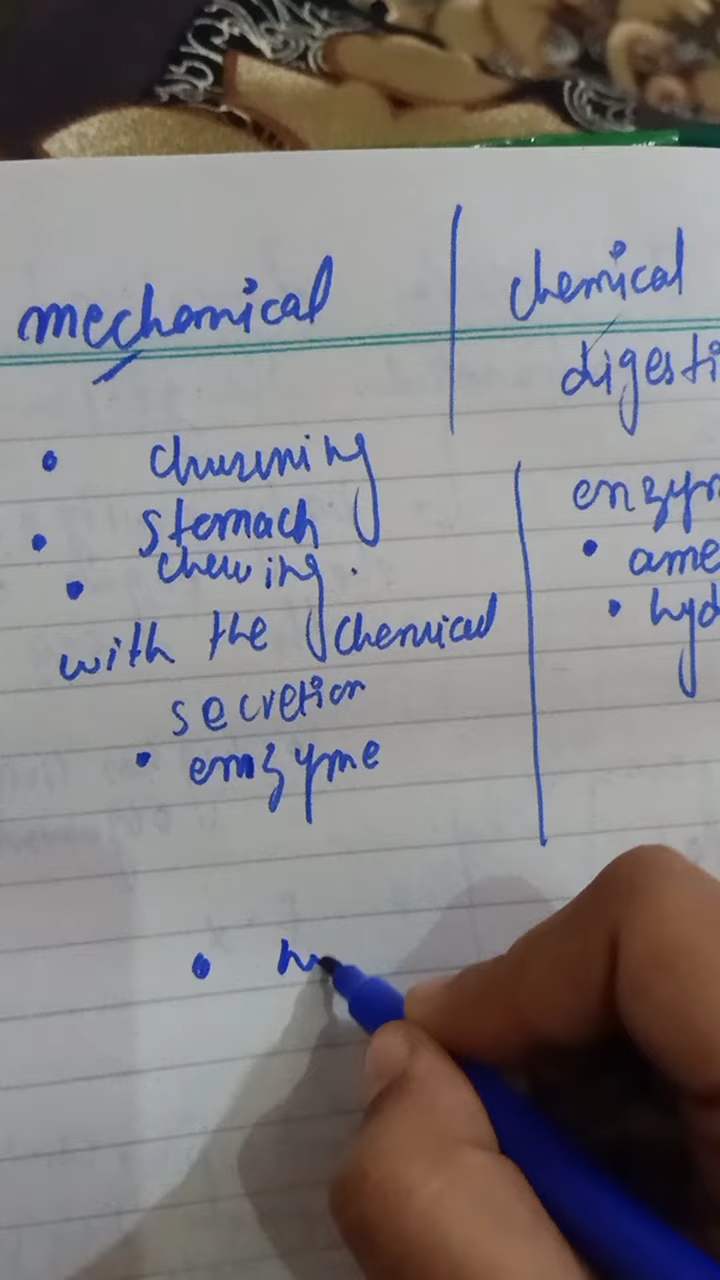 mechanical
chemical
digesti
• churning
• stomach
• chewing.
with the chemical
secretion
• enzyme
enzym
• ame
• hyd
•